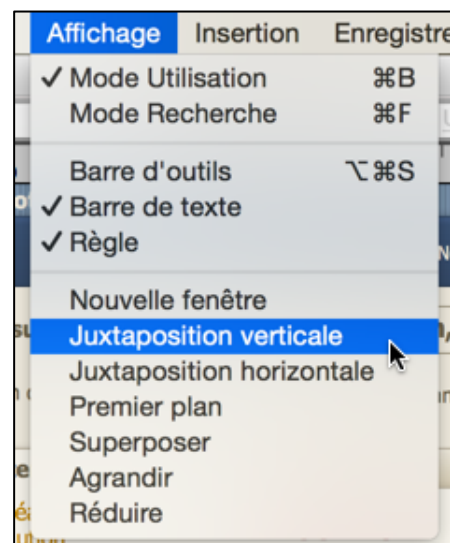 Affichage Insertion Enregistre
✓ Mode Utilisation ⌘B
Mode Recherche ⌘F
Barre d'outils ⌥⌘S
✓ Barre de texte
✓ Règle
Nouvelle fenêtre
Juxtaposition verticale
Juxtaposition horizontale
Premier plan
Superposer
Agrandir
Réduire